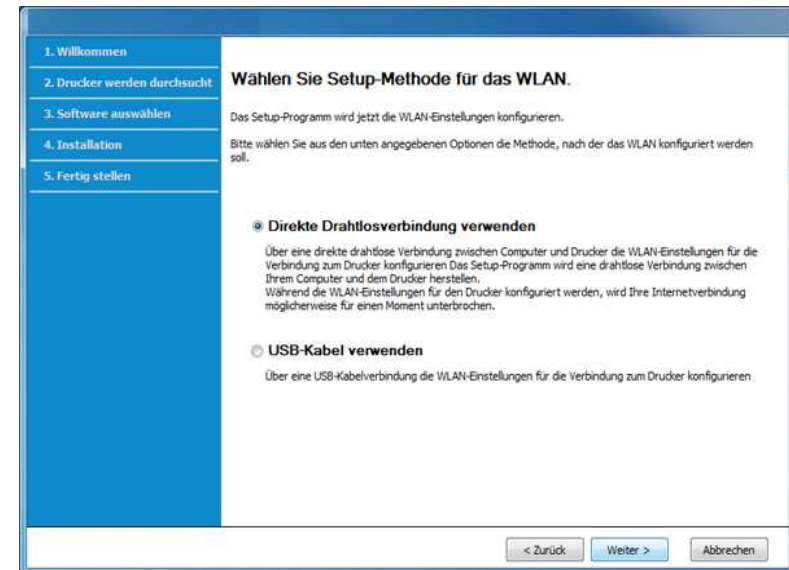 1. Willkommen
2. Drucker werden durchsucht
3. Software auswählen
4. Installation
5. Fertig stellen
Wählen Sie Setup-Methode für das WLAN.
Das Setup-Programm wird jetzt die WLAN-Einstellungen konfigurieren.
Bitte wählen Sie aus den unten angegebenen Optionen die Methode, nach der das WLAN konfiguriert werden
soll.
Direkte Drahtlosverbindung verwenden
Über eine direkte drahtlose Verbindung zwischen Computer und Drucker die WLAN-Einstellungen für die
Verbindung zum Drucker konfigurieren Das Setup-Programm wird eine drahtlose Verbindung zwischen
Ihrem Computer und dem Drucker herstellen.
Während die WLAN-Einstellungen für den Drucker konfiguriert werden, wird Ihre Internetverbindung
möglicherweise für einen Moment unterbrochen.
USB-Kabel verwenden
Über eine USB-Kabelverbindung die WLAN-Einstellungen für die Verbindung zum Drucker konfigurieren
< Zurück
Weiter >
Abbrechen